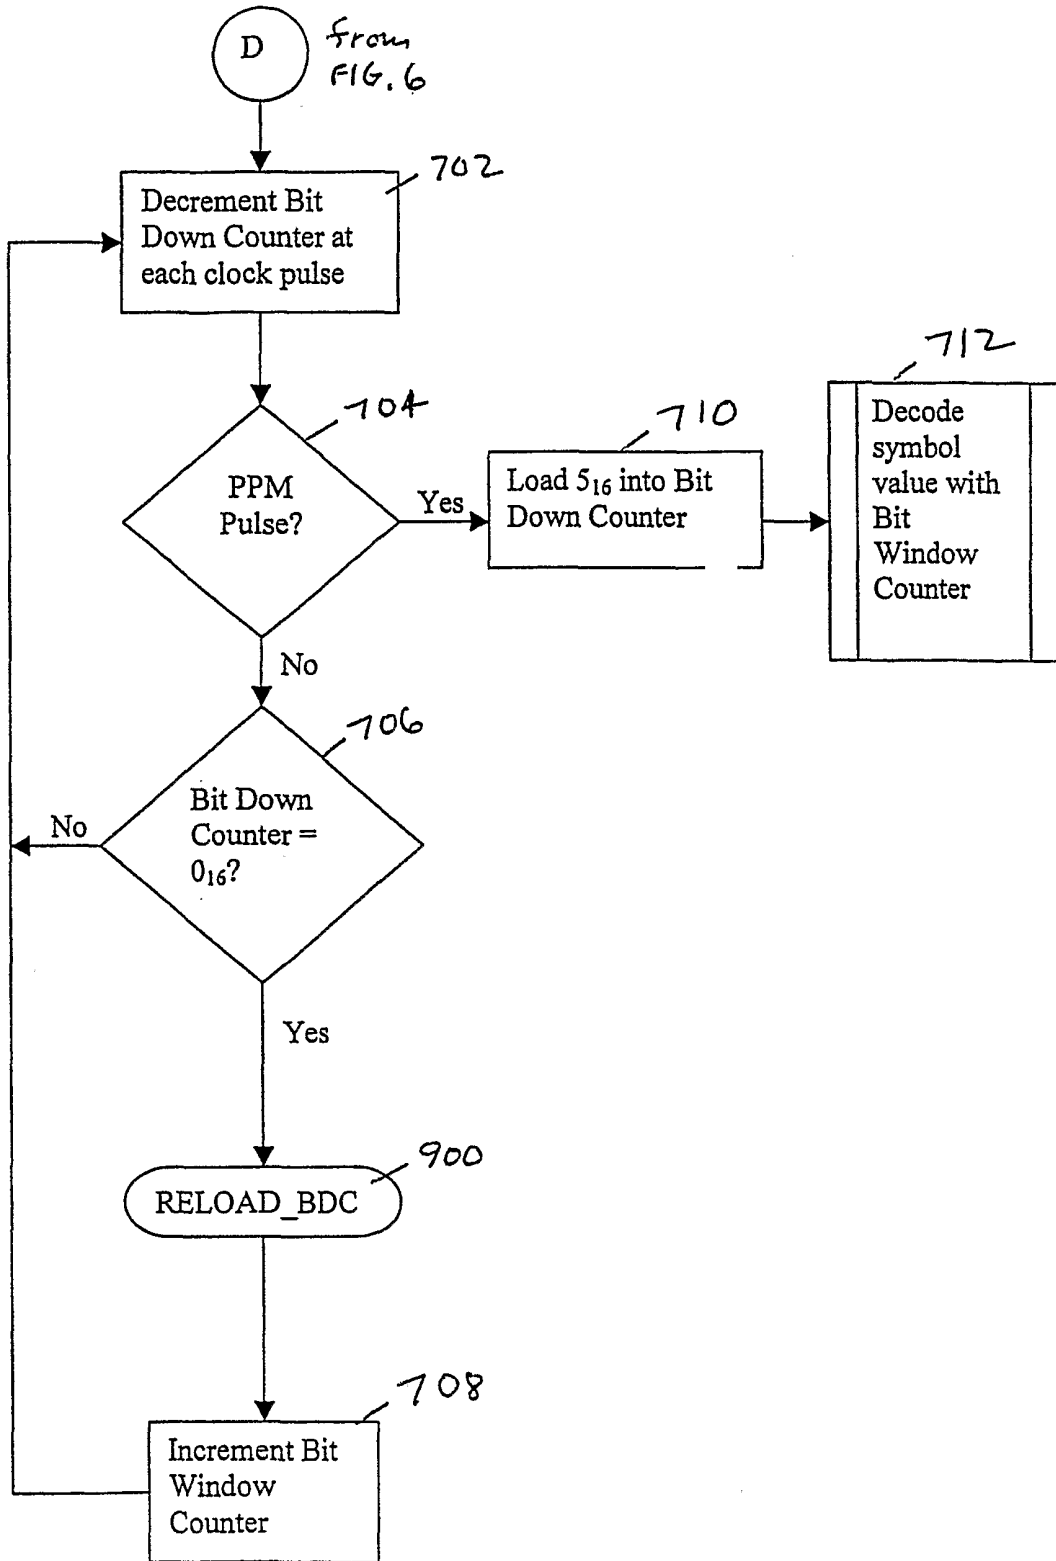 D
from
FIG. 6
702
Decrement Bit
Down Counter at
each clock pulse
704
PPM
Pulse?
Yes
710
Load 5₁₆ into Bit
Down Counter
712
Decode
symbol
value with
Bit
Window
Counter
No
706
Bit Down
Counter =
0₁₆?
No
Yes
900
RELOAD_BDC
708
Increment Bit
Window
Counter